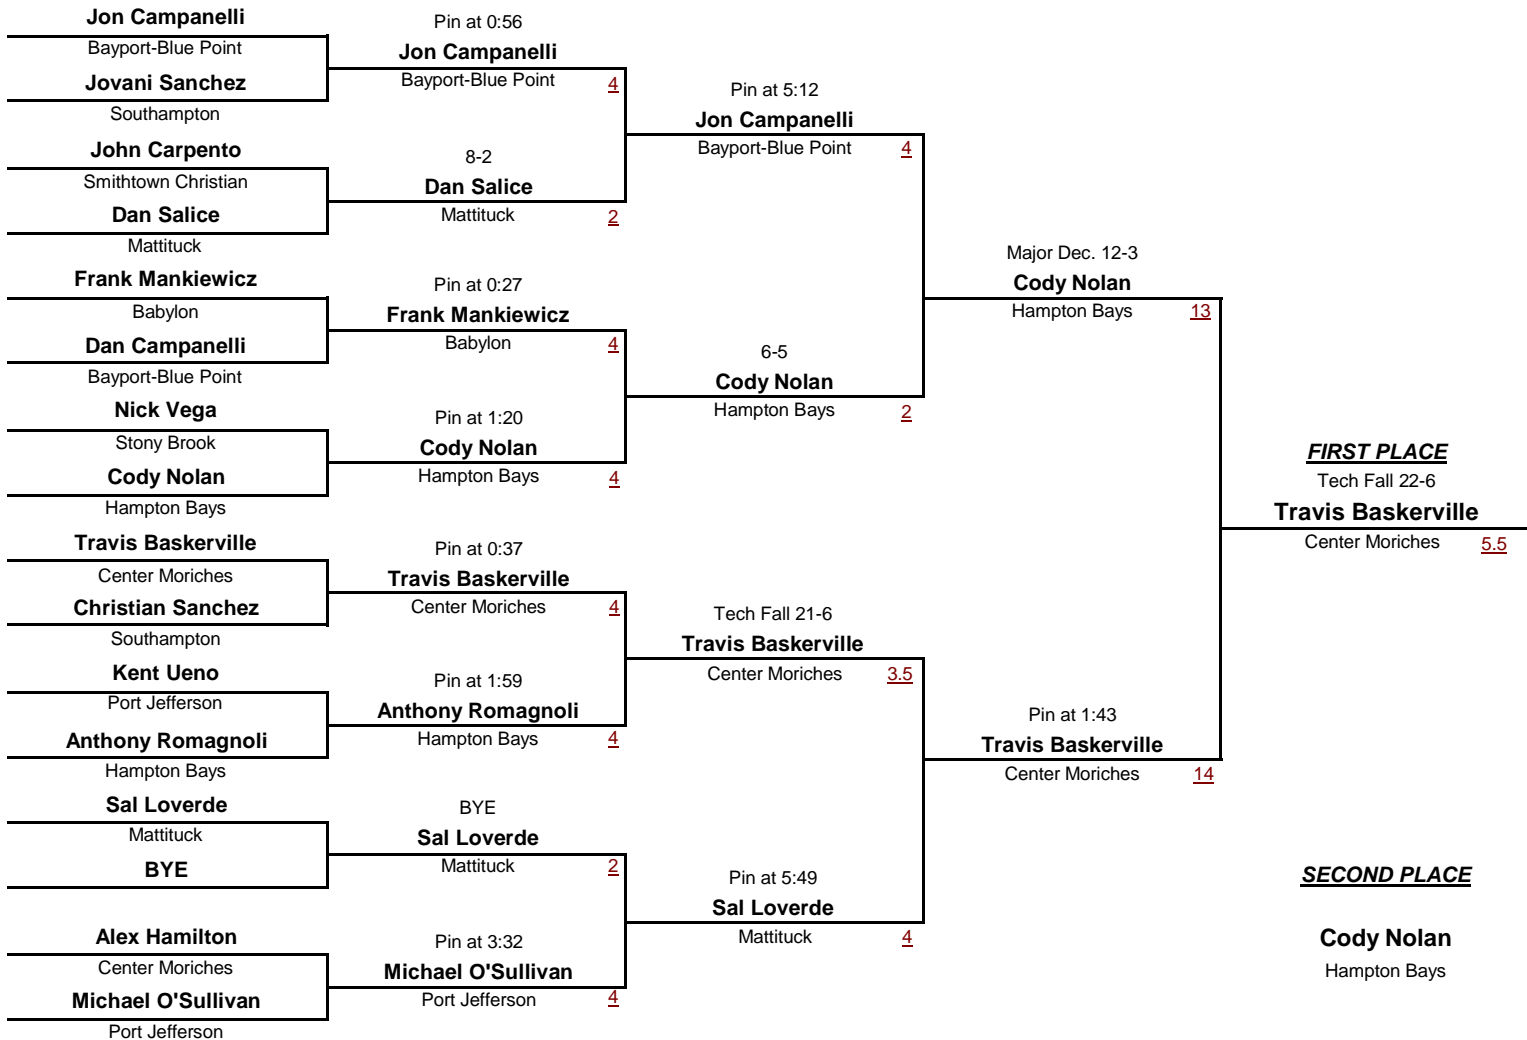 Jon Campanelli
Bayport-Blue Point
Jovani Sanchez
Southampton
John Carpento
Smithtown Christian
Dan Salice
Mattituck
Frank Mankiewicz
Babylon
Dan Campanelli
Bayport-Blue Point
Nick Vega
Stony Brook
Cody Nolan
Hampton Bays
Travis Baskerville
Center Moriches
Christian Sanchez
Southampton
Kent Ueno
Port Jefferson
Anthony Romagnoli
Hampton Bays
Sal Loverde
Mattituck
BYE
Alex Hamilton
Center Moriches
Michael O'Sullivan
Port Jefferson
Pin at 0:56
Jon Campanelli
Bayport-Blue Point 4
8-2
Dan Salice
Mattituck 2
Pin at 0:27
Frank Mankiewicz
Babylon 4
Pin at 1:20
Cody Nolan
Hampton Bays 4
Pin at 0:37
Travis Baskerville
Center Moriches 4
Pin at 1:59
Anthony Romagnoli
Hampton Bays 4
BYE
Sal Loverde
Mattituck 2
Pin at 3:32
Michael O'Sullivan
Port Jefferson 4
Pin at 5:12
Jon Campanelli
Bayport-Blue Point 4
6-5
Cody Nolan
Hampton Bays 2
Tech Fall 21-6
Travis Baskerville
Center Moriches 3.5
Pin at 5:49
Sal Loverde
Mattituck 4
Major Dec. 12-3
Cody Nolan
Hampton Bays 13
Pin at 1:43
Travis Baskerville
Center Moriches 14
FIRST PLACE
Tech Fall 22-6
Travis Baskerville
Center Moriches 5.5
SECOND PLACE
Cody Nolan
Hampton Bays